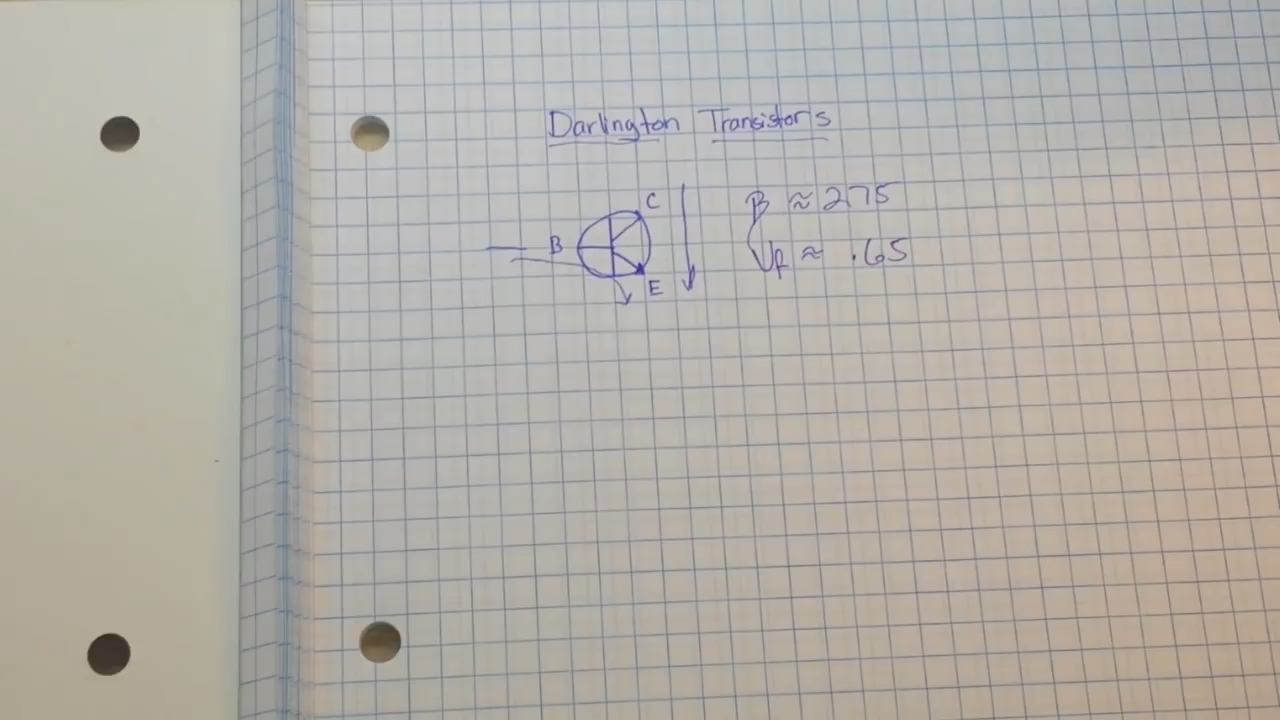 Darlington Transistors
C
B
E
β ≈ 275
Vf ≈ .65